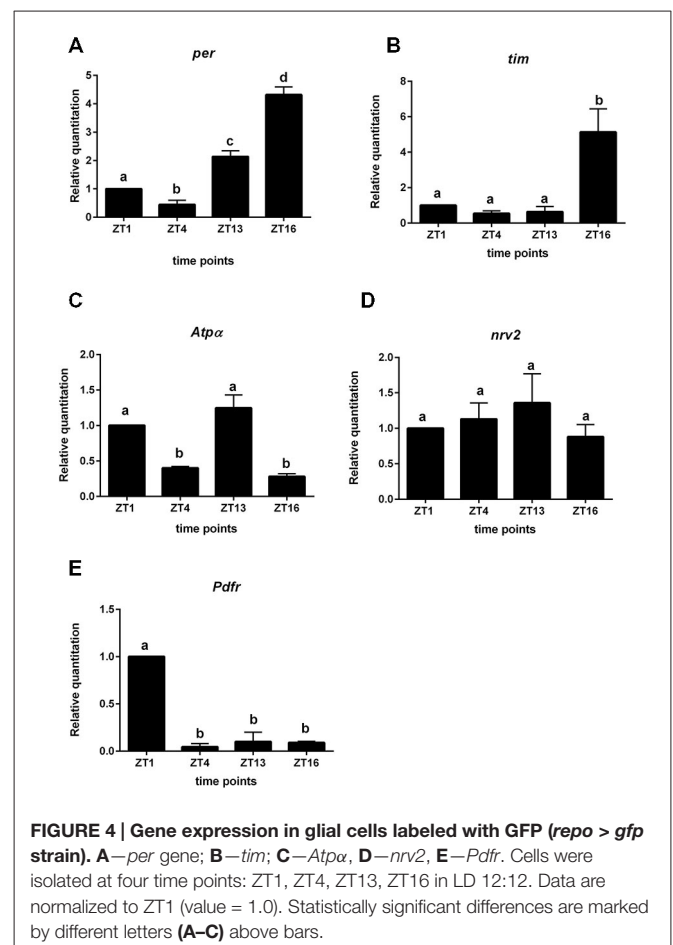 A
per
Relative quantitation
5
4
3
2
1
0
a
b
c
d
ZT1 ZT4 ZT13 ZT16
time points
B
tim
Relative quantitation
8
6
4
2
0
a
a
a
b
ZT1 ZT4 ZT13 ZT16
time points
C
Atpα
Relative quantitation
2.0
1.5
1.0
0.5
0.0
a
b
a
b
ZT1 ZT4 ZT13 ZT16
time points
D
nrv2
Relative quantitation
2.0
1.5
1.0
0.5
0.0
a
a
a
a
ZT1 ZT4 ZT13 ZT16
time points
E
Pdfr
Relative quantitation
1.5
1.0
0.5
0.0
a
b
b
b
ZT1 ZT4 ZT13 ZT16
time points
FIGURE 4 | Gene expression in glial cells labeled with GFP (repo > gfp
strain). A—per gene; B—tim; C—Atpα, D—nrv2, E—Pdfr. Cells were
isolated at four time points: ZT1, ZT4, ZT13, ZT16 in LD 12:12. Data are
normalized to ZT1 (value = 1.0). Statistically significant differences are marked
by different letters (A–C) above bars.